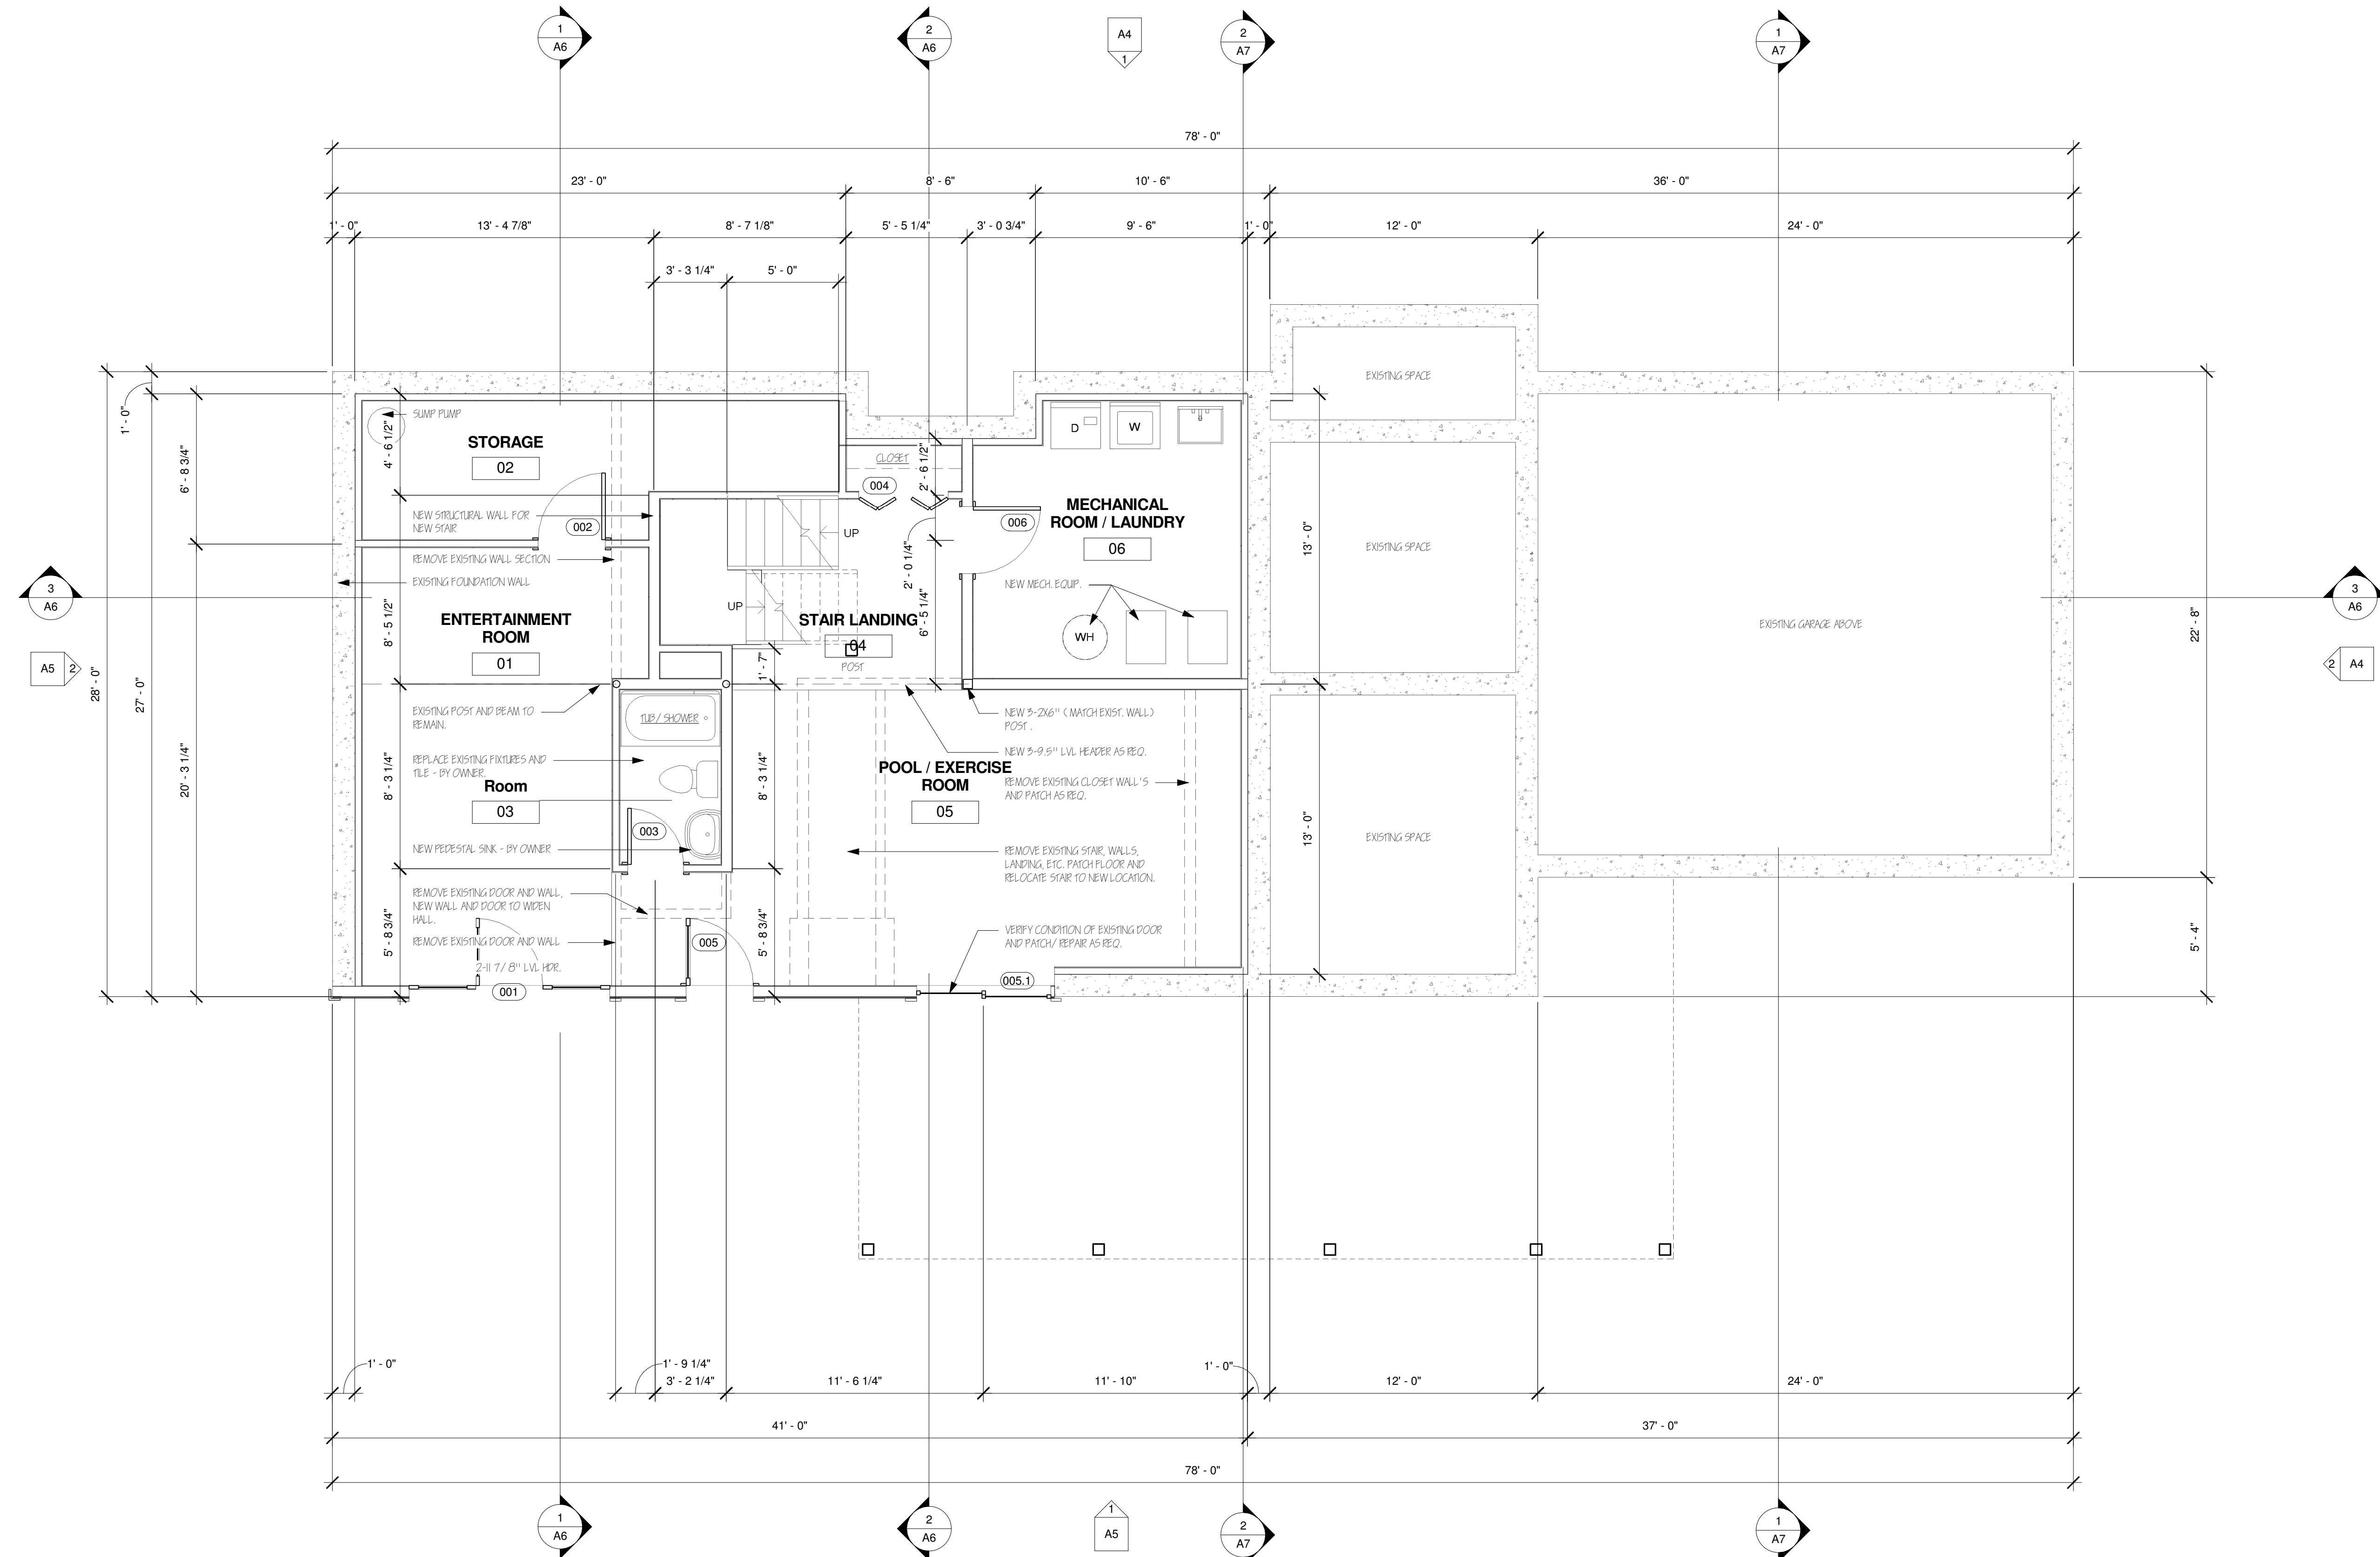 1
A6
2
A6
A4
1
2
A7
1
A7
78' - 0"
23' - 0"
8' - 6"
10' - 6"
36' - 0"
1' - 0"
13' - 4 7/8"
8' - 7 1/8"
5' - 5 1/4"
3' - 0 3/4"
9' - 6"
1' - 0"
12' - 0"
24' - 0"
3' - 3 1/4"
5' - 0"
1' - 0"
6' - 8 3/4"
28' - 0"
27' - 0"
20' - 3 1/4"
3
A6
A5
2
SUMP PUMP
4' - 6 1/2"
STORAGE
02
NEW STRUCTURAL WALL FOR
NEW STAIR
002
REMOVE EXISTING WALL SECTION
EXISTING FOUNDATION WALL
8' - 5 1/2"
ENTERTAINMENT
ROOM
01
EXISTING POST AND BEAM TO
REMAIN.
REPLACE EXISTING FIXTURES AND
TILE - BY OWNER.
8' - 3 1/4"
Room
03
NEW PEDESTAL SINK - BY OWNER
REMOVE EXISTING DOOR AND WALL,
NEW WALL AND DOOR TO WIDEN
HALL.
5' - 8 3/4"
REMOVE EXISTING DOOR AND WALL
2-11 7/8" LVL HDR.
001
TUB / SHOWER
003
005
CLOSET
004
2' - 6 1/2"
UP
UP
2' - 0 1/4"
6' - 5 1/4"
STAIR LANDING
04
POST
1' - 7"
8' - 3 1/4"
5' - 8 3/4"
D
W
MECHANICAL
ROOM / LAUNDRY
06
006
NEW MECH. EQUIP.
WH
NEW 3-2X6" ( MATCH EXIST. WALL)
POST .
NEW 3-9.5" LVL HEADER AS REQ.
POOL / EXERCISE
ROOM
05
REMOVE EXISTING CLOSET WALL'S
AND PATCH AS REQ.
REMOVE EXISTING STAIR, WALLS,
LANDING, ETC. PATCH FLOOR AND
RELOCATE STAIR TO NEW LOCATION.
VERIFY CONDITION OF EXISTING DOOR
AND PATCH/ REPAIR AS REQ.
005.1
EXISTING SPACE
EXISTING SPACE
13' - 0"
EXISTING SPACE
13' - 0"
EXISTING GARAGE ABOVE
22' - 8"
5' - 4"
3
A6
2
A4
1' - 0"
1' - 9 1/4"
3' - 2 1/4"
11' - 6 1/4"
11' - 10"
1' - 0"
12' - 0"
24' - 0"
41' - 0"
37' - 0"
78' - 0"
1
A6
2
A6
1
A5
2
A7
1
A7